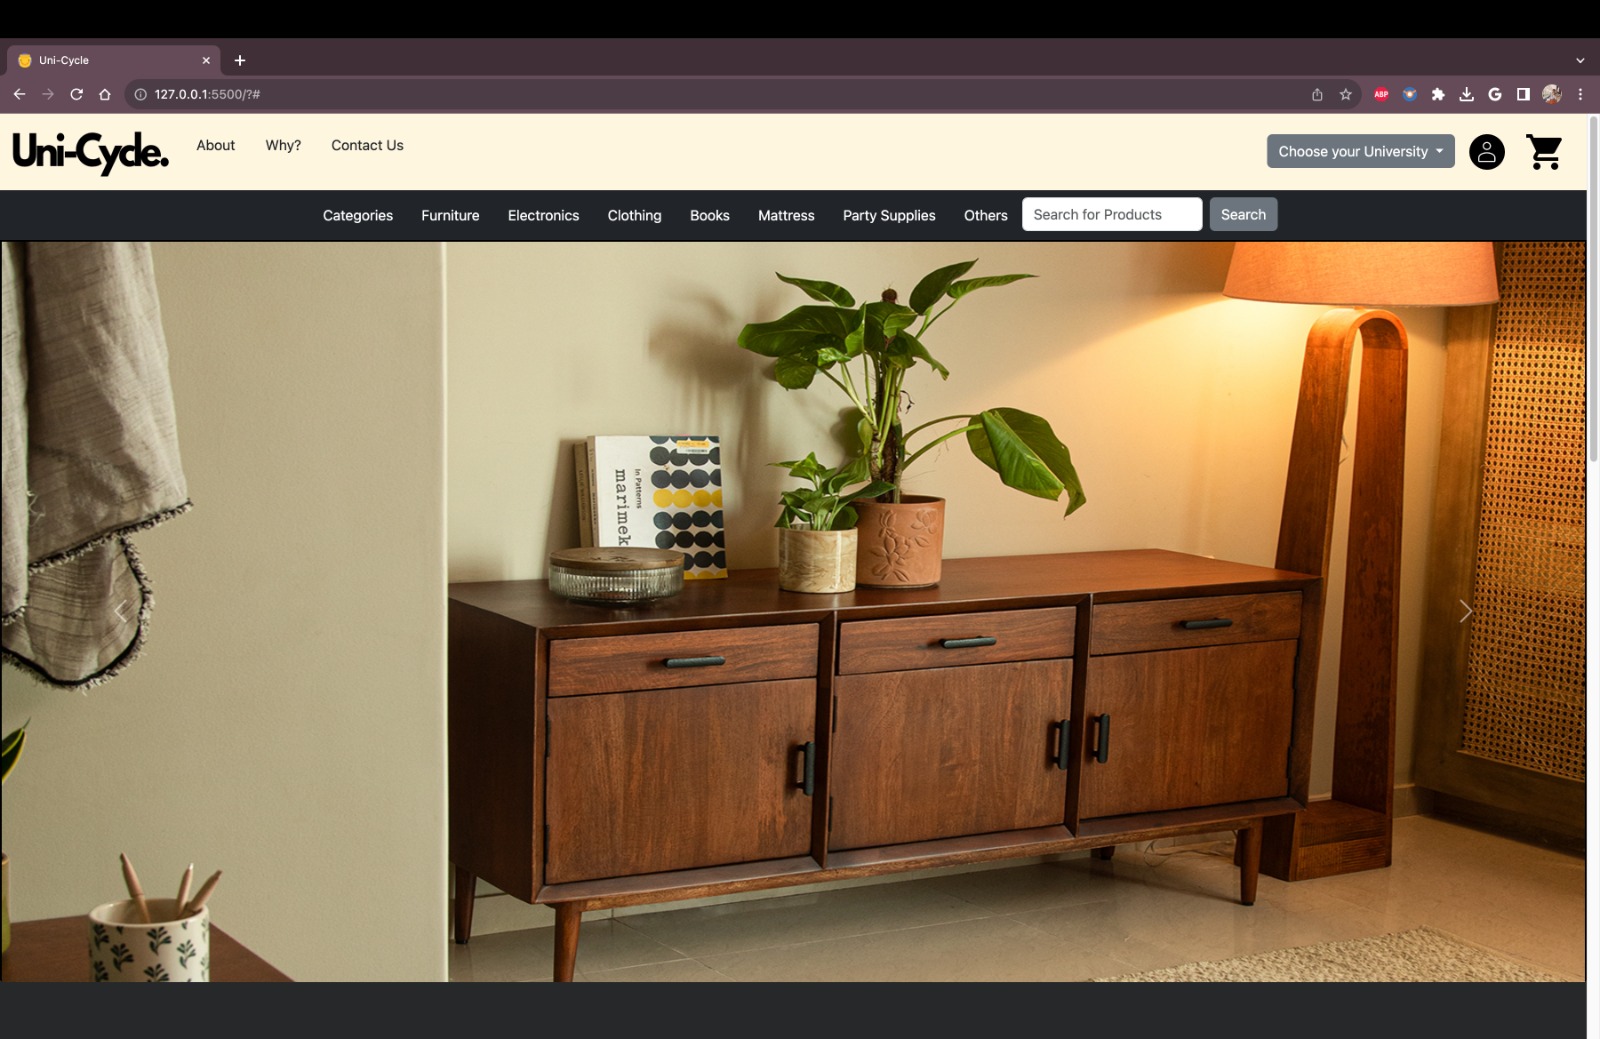 Uni-Cycle
127.0.0.1:5500/?#
ABP
Uni-Cycle.
About Why? Contact Us
Choose your University
Categories Furniture Electronics Clothing Books Mattress Party Supplies Others Search for Products Search
In Patterns
marimek